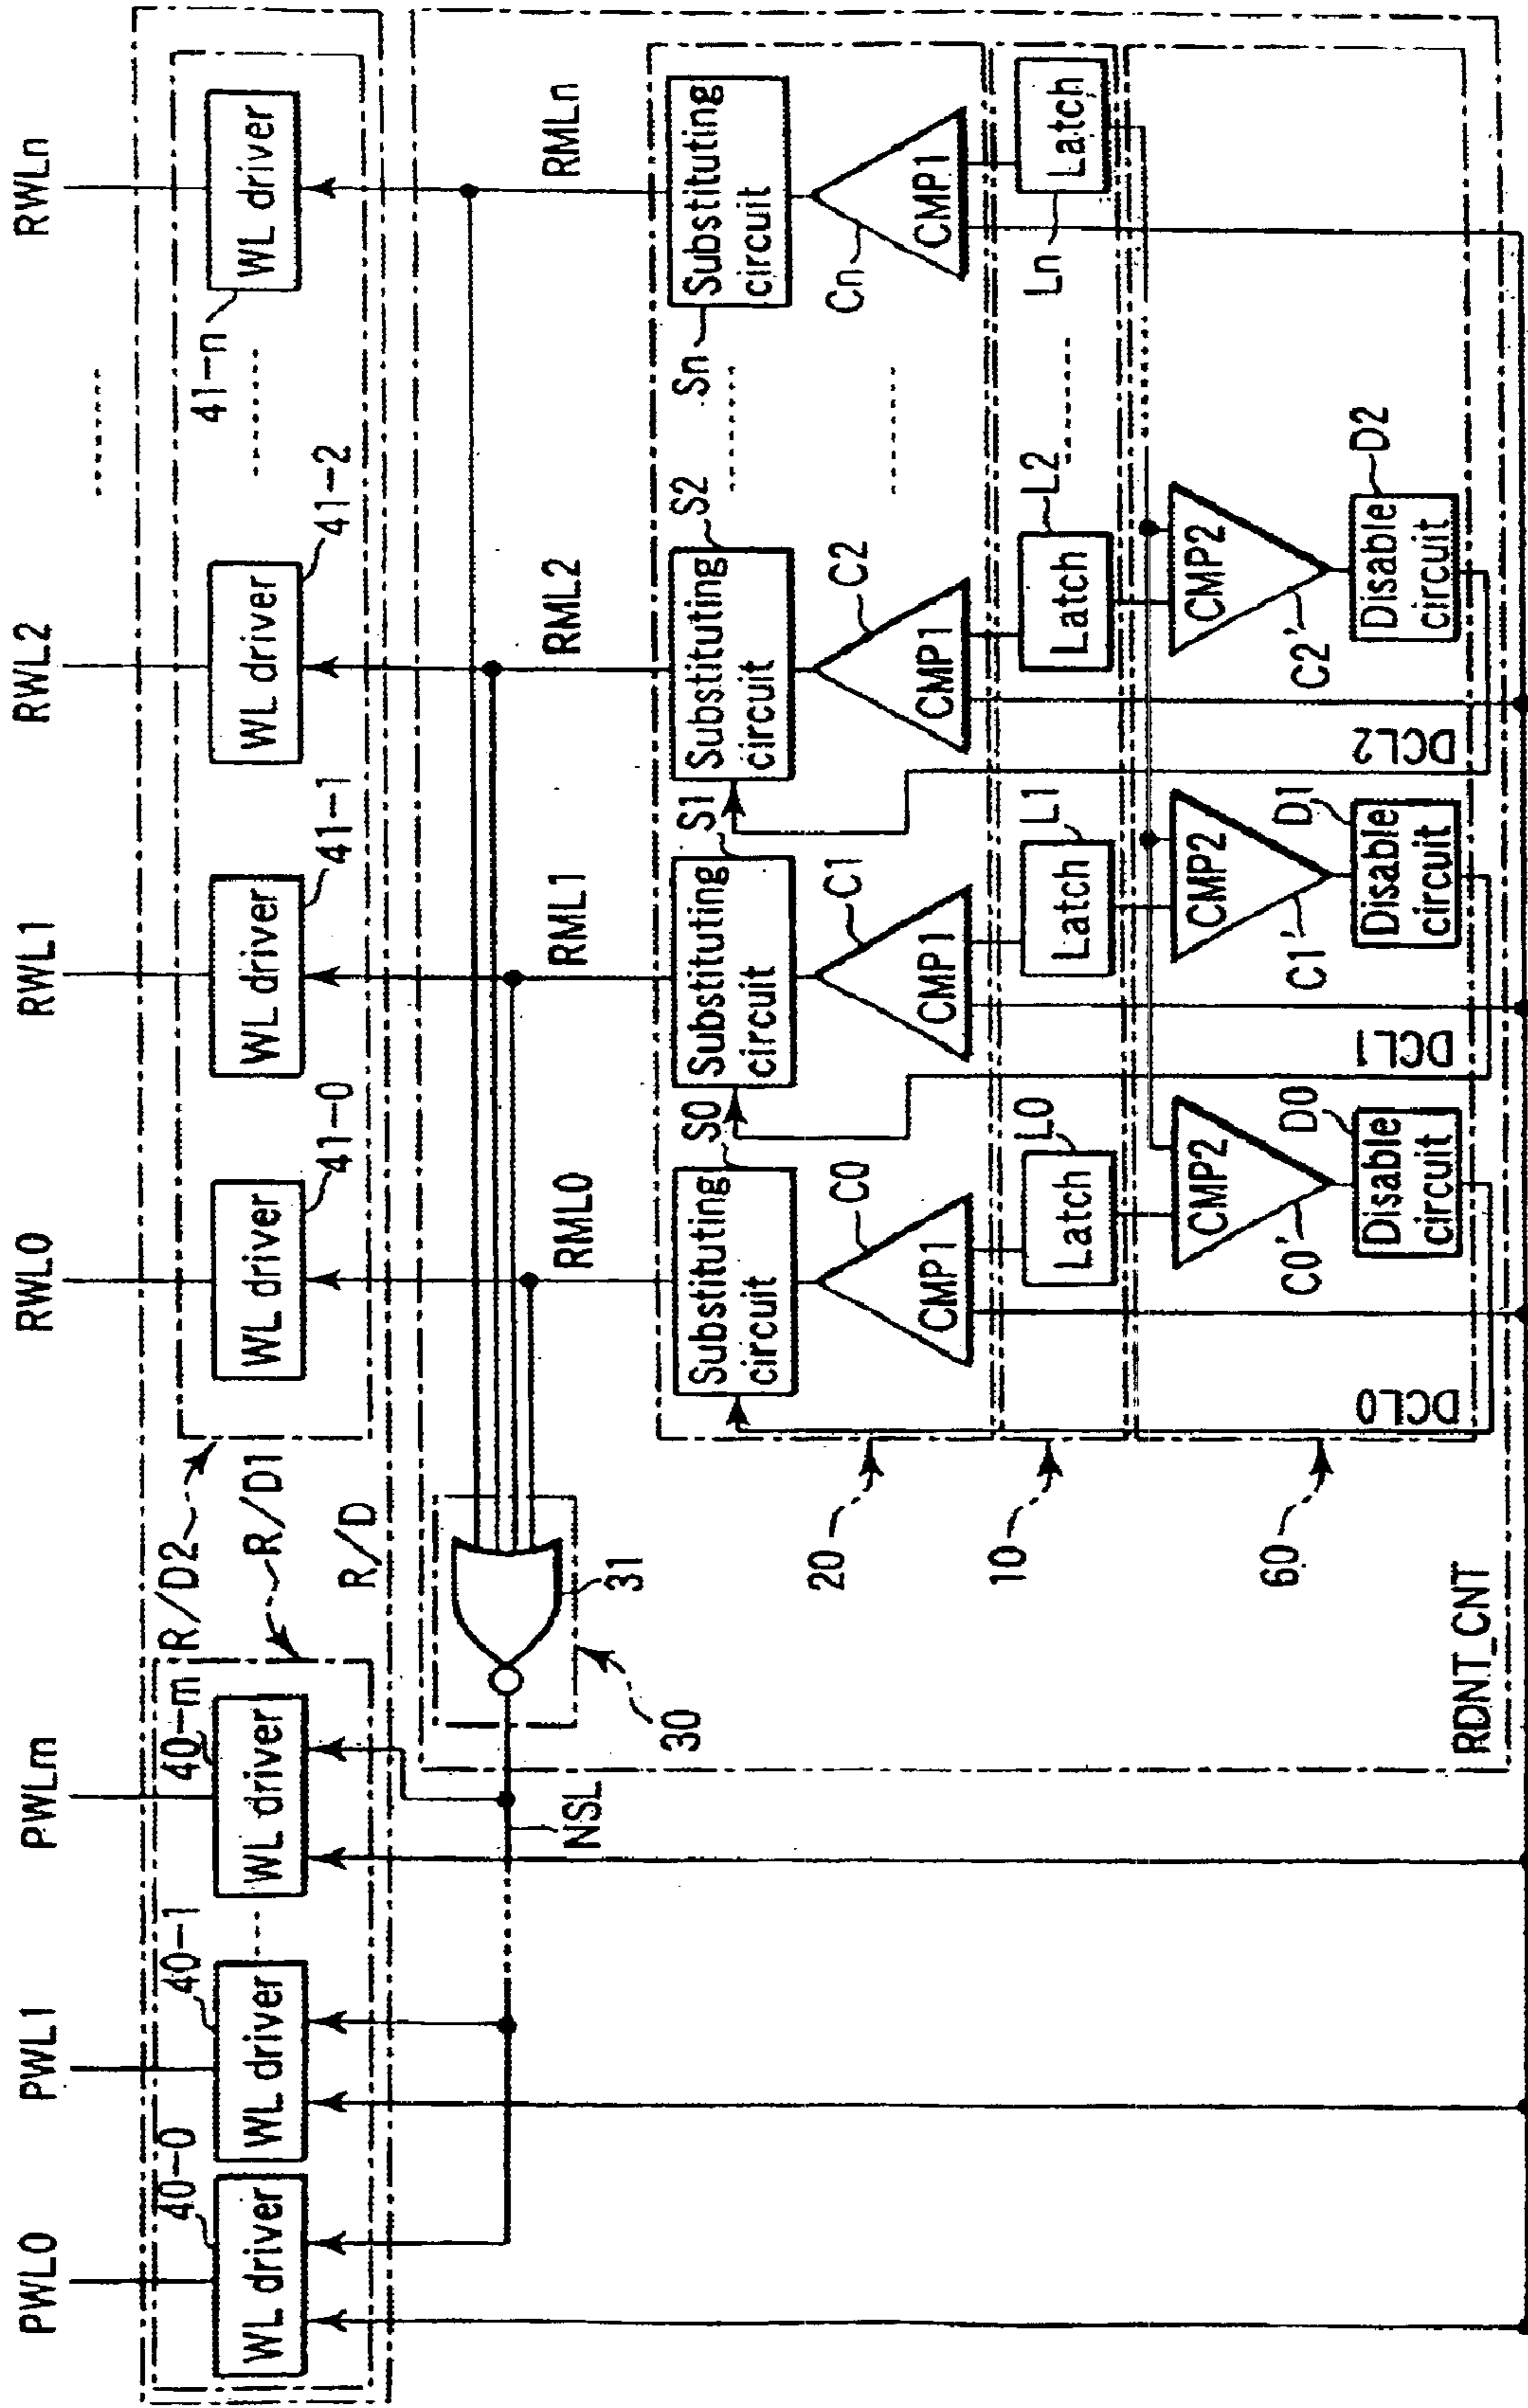 PWL0
PWL1
PWLm
RWL0
RWL1
RWL2
RWLn
40-0
40-1
40-m
R/D2
R/D1
R/D
41-0
41-1
41-2
41-n
WL driver
WL driver
WL driver
WL driver
WL driver
WL driver
WL driver
NSL
30
31
RML0
RML1
RML2
RMLn
S0
S1
S2
Sn
Substituting
circuit
Substituting
circuit
Substituting
circuit
Substituting
circuit
20
C0
C1
C2
Cn
CMP1
CMP1
CMP1
CMP1
10
L0
L1
L2
Ln
Latch
Latch
Latch
Latch
60
CMP2
CMP2
CMP2
C0'
C1'
C2'
D0
D1
D2
Disable
circuit
Disable
circuit
Disable
circuit
DCL0
DCL1
DCL2
RDNT_CNT